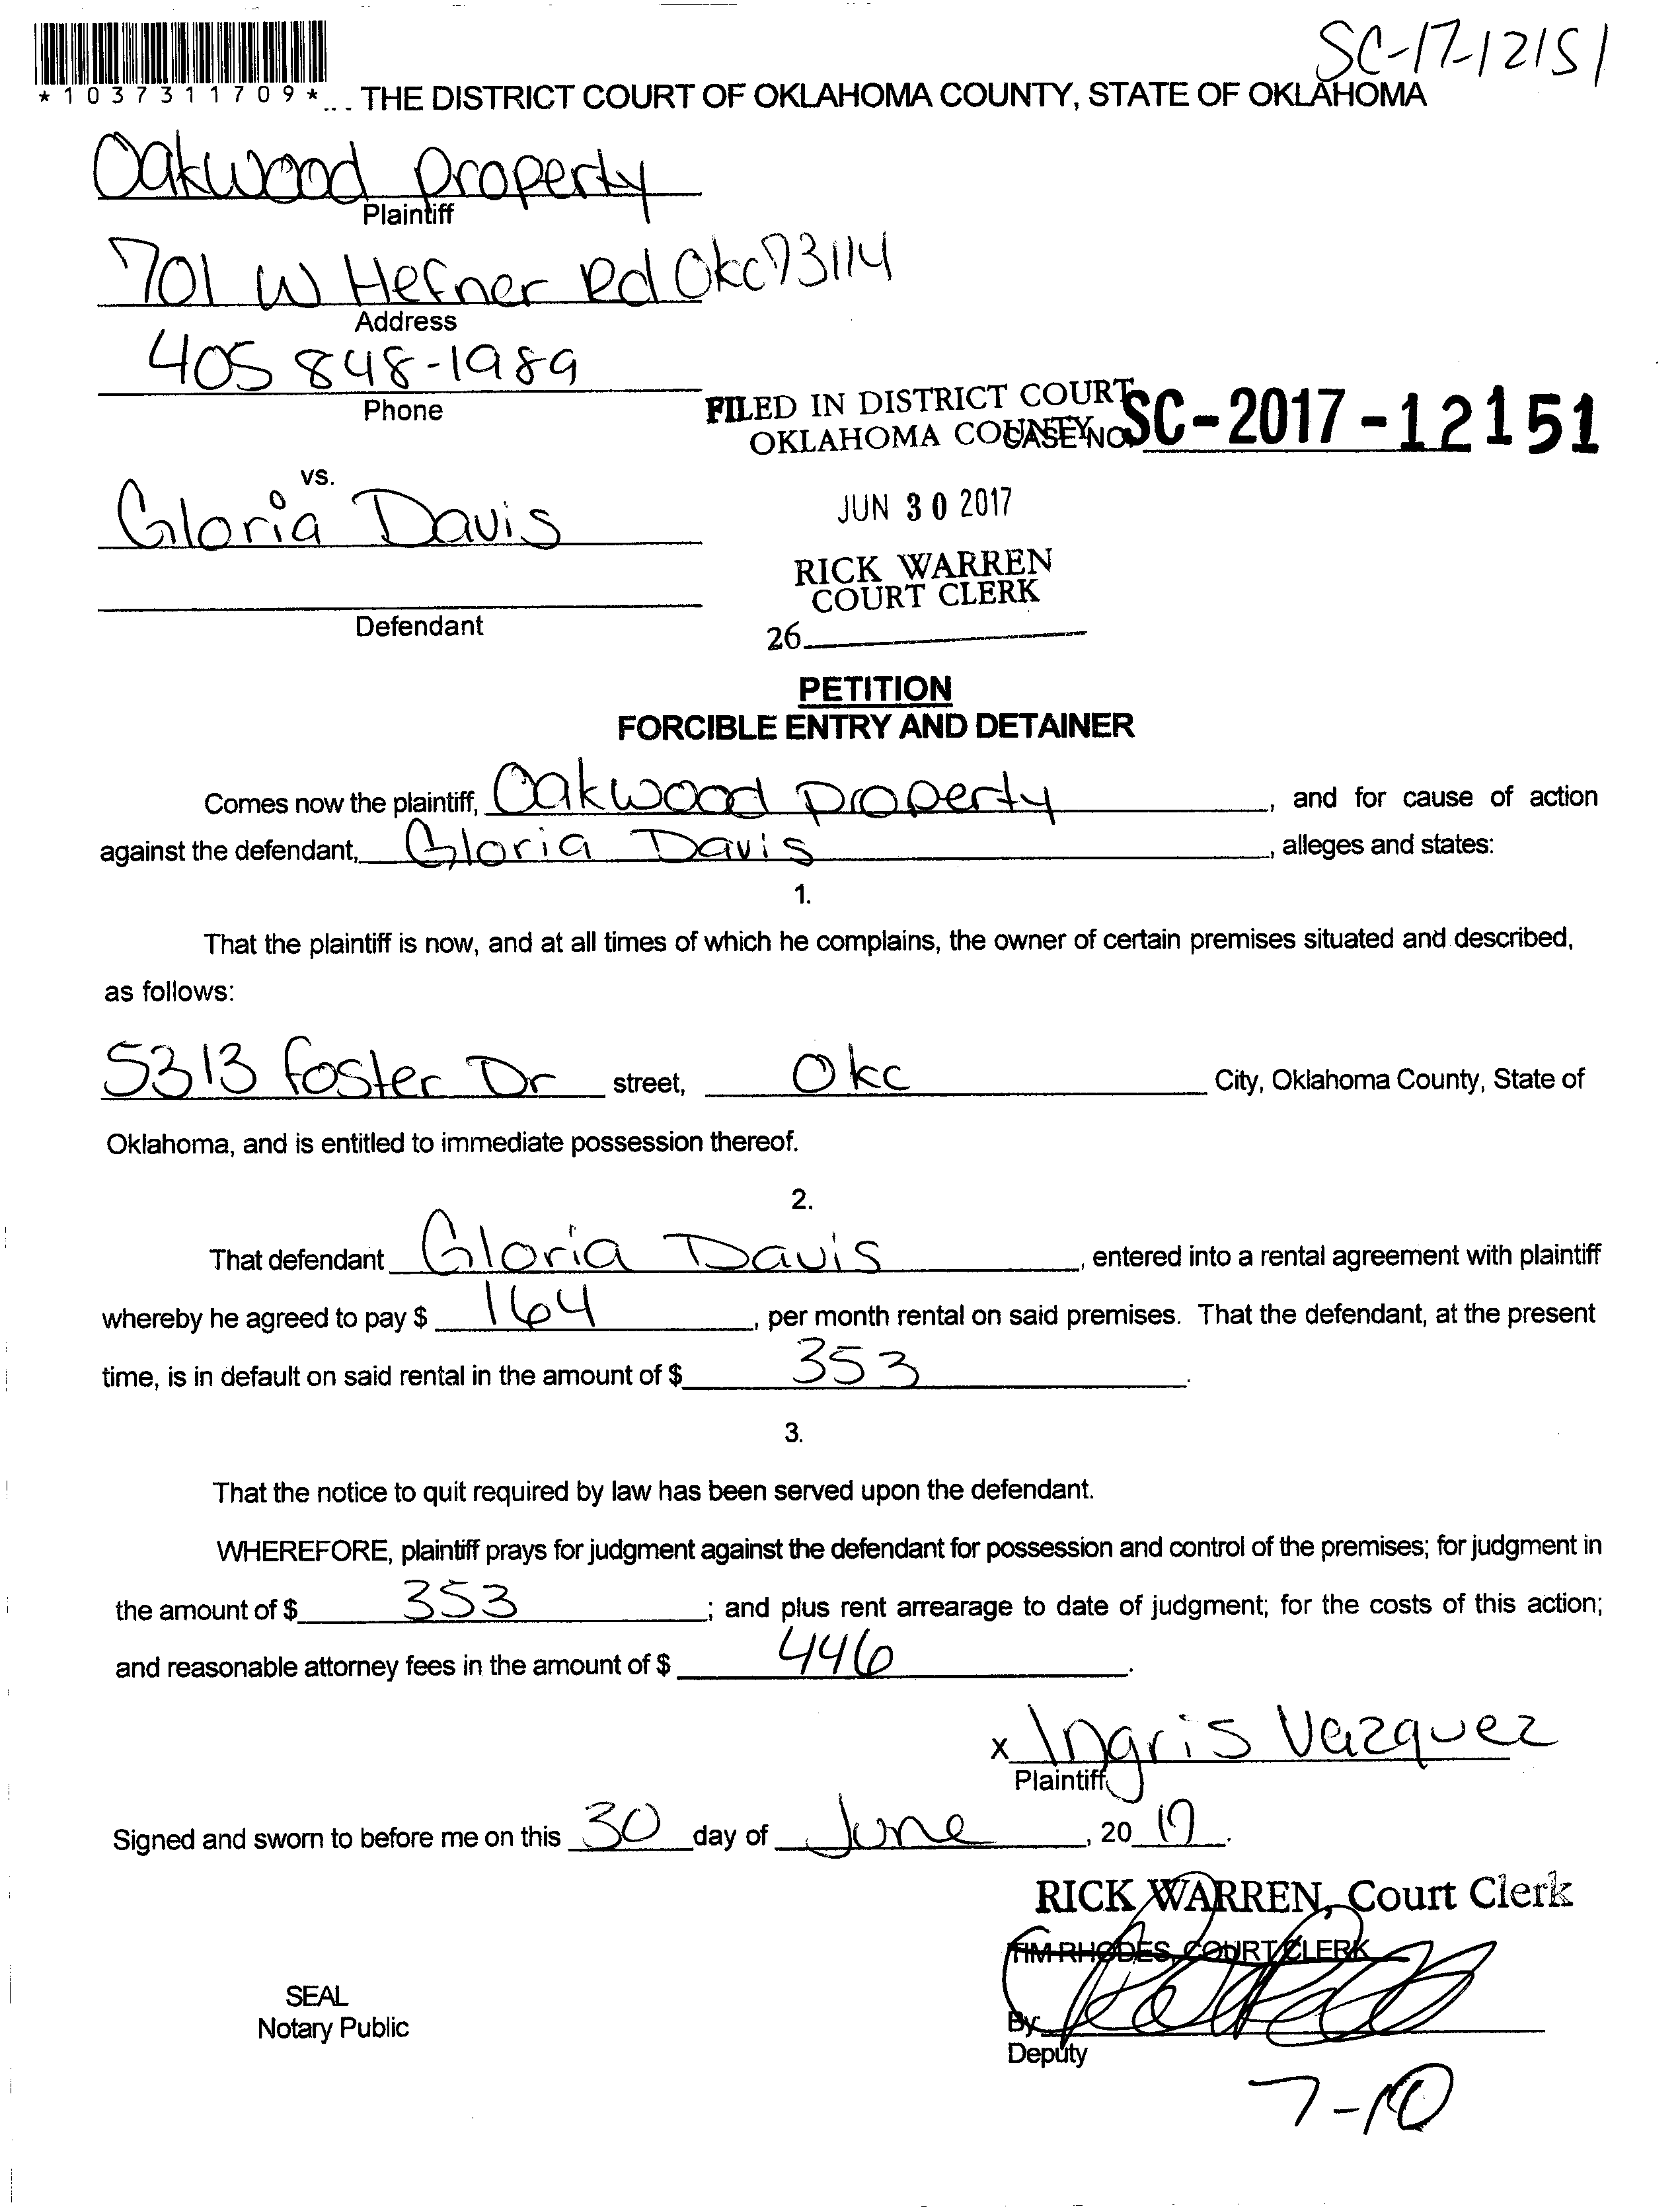 SC-17-12151
*1037311709* THE DISTRICT COURT OF OKLAHOMA COUNTY, STATE OF OKLAHOMA
Oakwood property
Plaintiff
701 W Hefner Rd Okc 73114
Address
405 848-1989
Phone
FILED IN DISTRICT COURT
OKLAHOMA COUNTY
CASE NO. SC-2017-12151
vs.
Gloria Davis
JUN 30 2017
RICK WARREN
COURT CLERK
Defendant
26
PETITION
FORCIBLE ENTRY AND DETAINER
Comes now the plaintiff, Oakwood property, and for cause of action
against the defendant, Gloria Davis, alleges and states:
1.
That the plaintiff is now, and at all times of which he complains, the owner of certain premises situated and described,
as follows:
5313 Foster Dr street, Okc City, Oklahoma County, State of
Oklahoma, and is entitled to immediate possession thereof.
2.
That defendant Gloria Davis, entered into a rental agreement with plaintiff
whereby he agreed to pay $ 164, per month rental on said premises. That the defendant, at the present
time, is in default on said rental in the amount of $ 353.
3.
That the notice to quit required by law has been served upon the defendant.
WHEREFORE, plaintiff prays for judgment against the defendant for possession and control of the premises; for judgment in
the amount of $ 353; and plus rent arrearage to date of judgment; for the costs of this action;
and reasonable attorney fees in the amount of $ 446.
x Ingris Vazquez
Plaintiff
Signed and sworn to before me on this 30 day of June, 2017.
RICK WARREN, Court Clerk
TIM RHODES, COURT CLERK
SEAL
Notary Public
By
Deputy
7-10